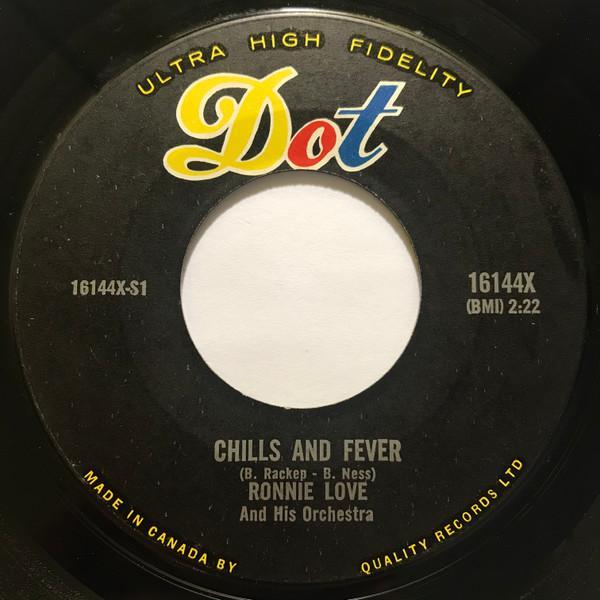 ULTRA HIGH FIDELITY
Dot
16144X-S1
16144X
(BMI) 2:22
CHILLS AND FEVER
(B. Rackep - B. Ness)
RONNIE LOVE
And His Orchestra
MADE IN CANADA BY QUALITY RECORDS LTD